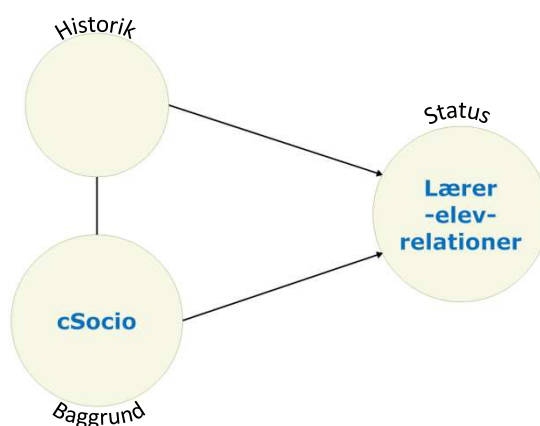 Historik
Status
Lærer
-elev-
relationer
cSocio
Baggrund